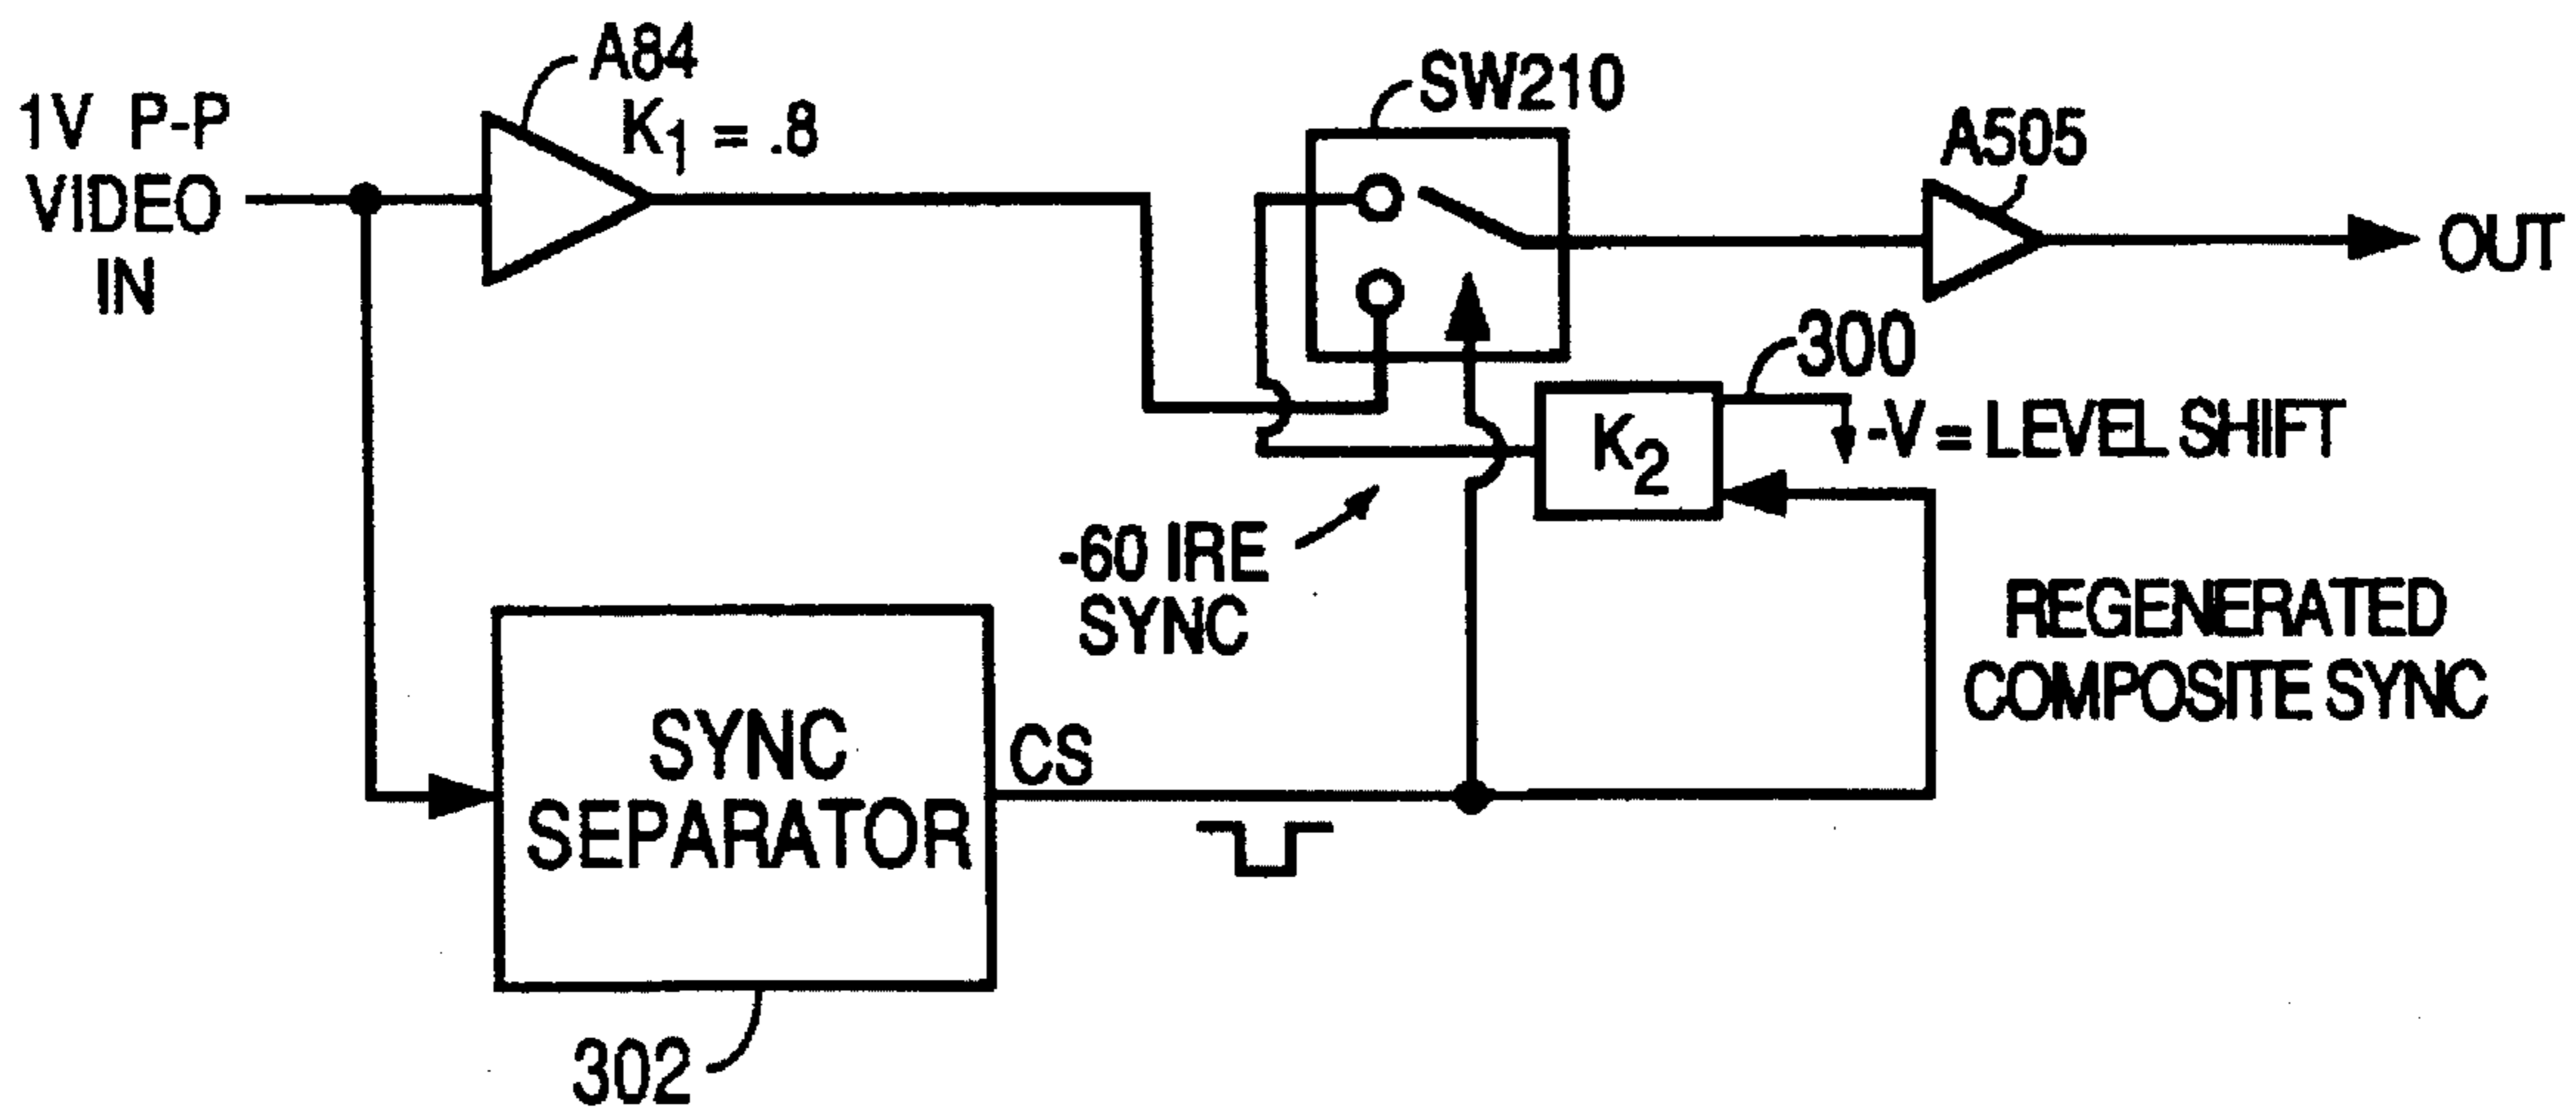 1V P-P
VIDEO
IN
A84
K1 = .8
SW210
A505
OUT
300
K2
-V = LEVEL SHIFT
-60 IRE
SYNC
REGENERATED
COMPOSITE SYNC
SYNC
SEPARATOR
CS
302